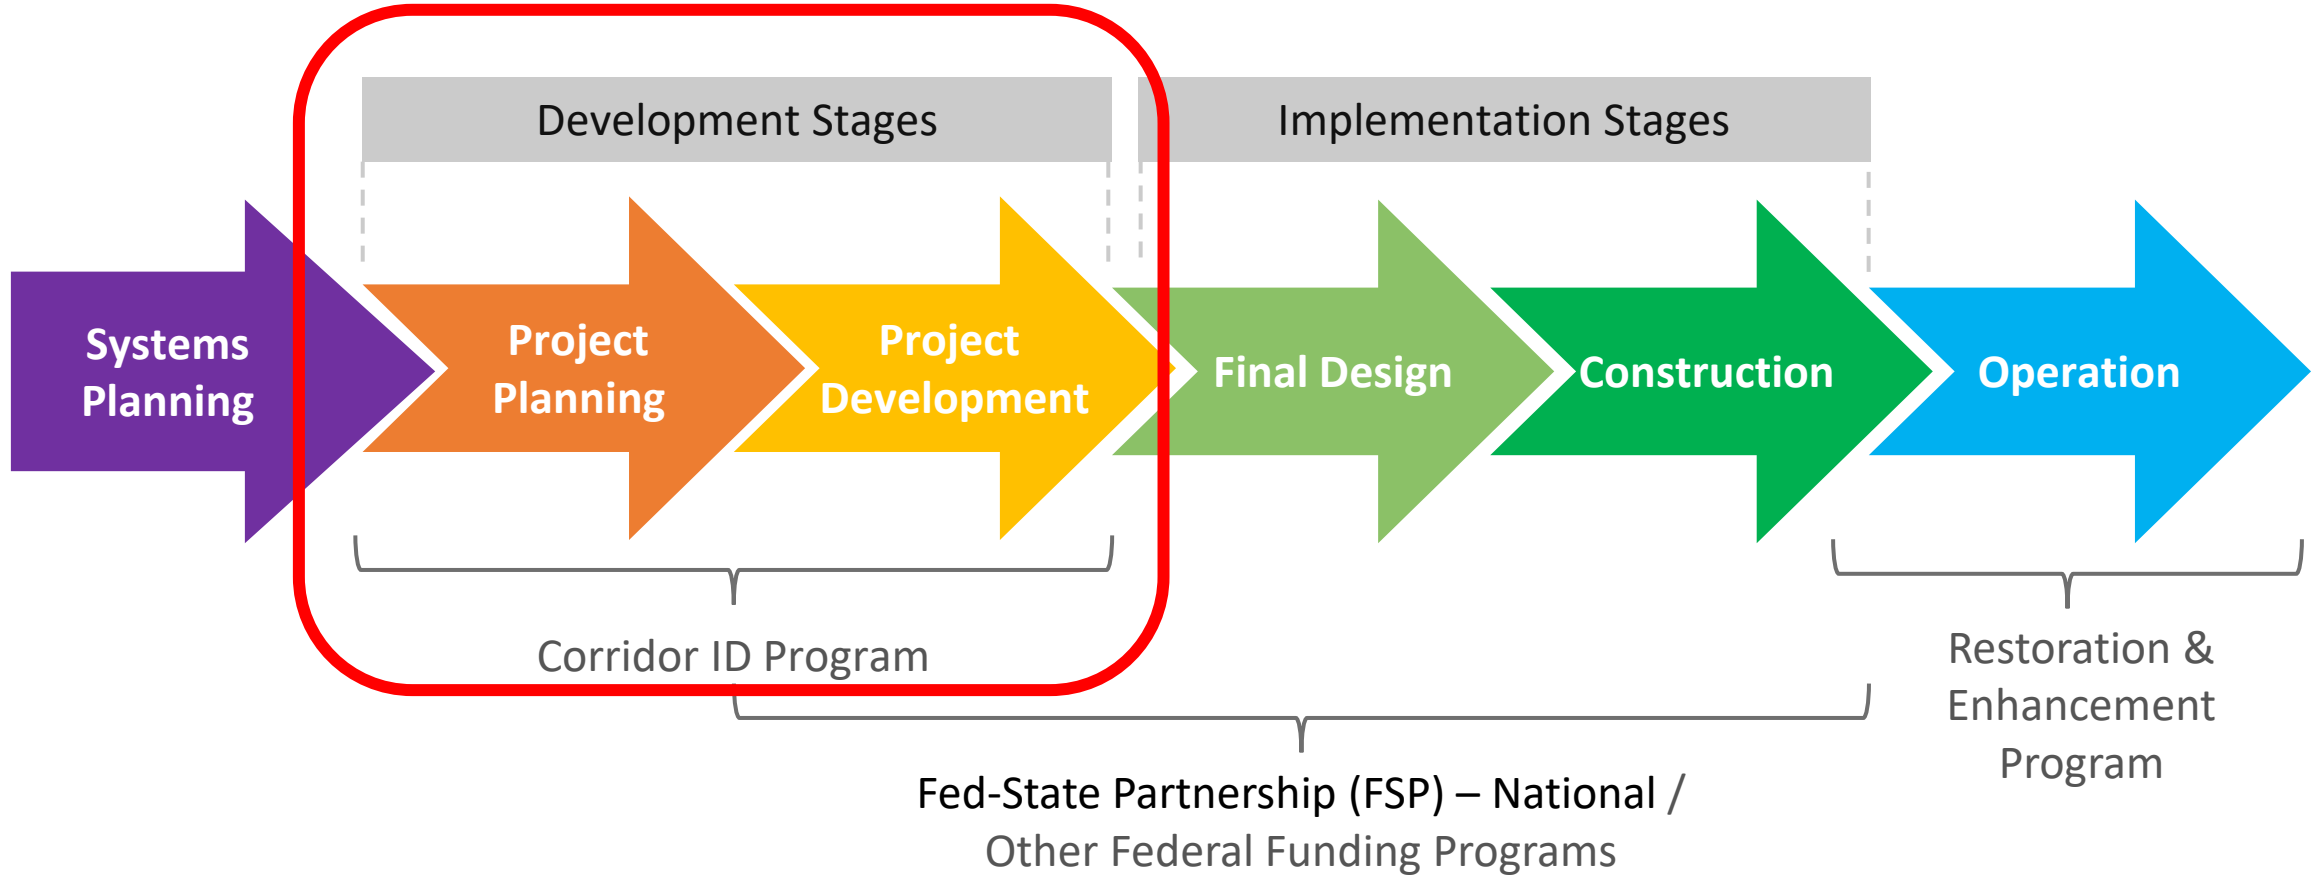 Development Stages
Implementation Stages
Systems
Planning
Project
Planning
Project
Development
Final Design
Construction
Operation
Corridor ID Program
Restoration &
Enhancement
Program
Fed-State Partnership (FSP) – National /
Other Federal Funding Programs